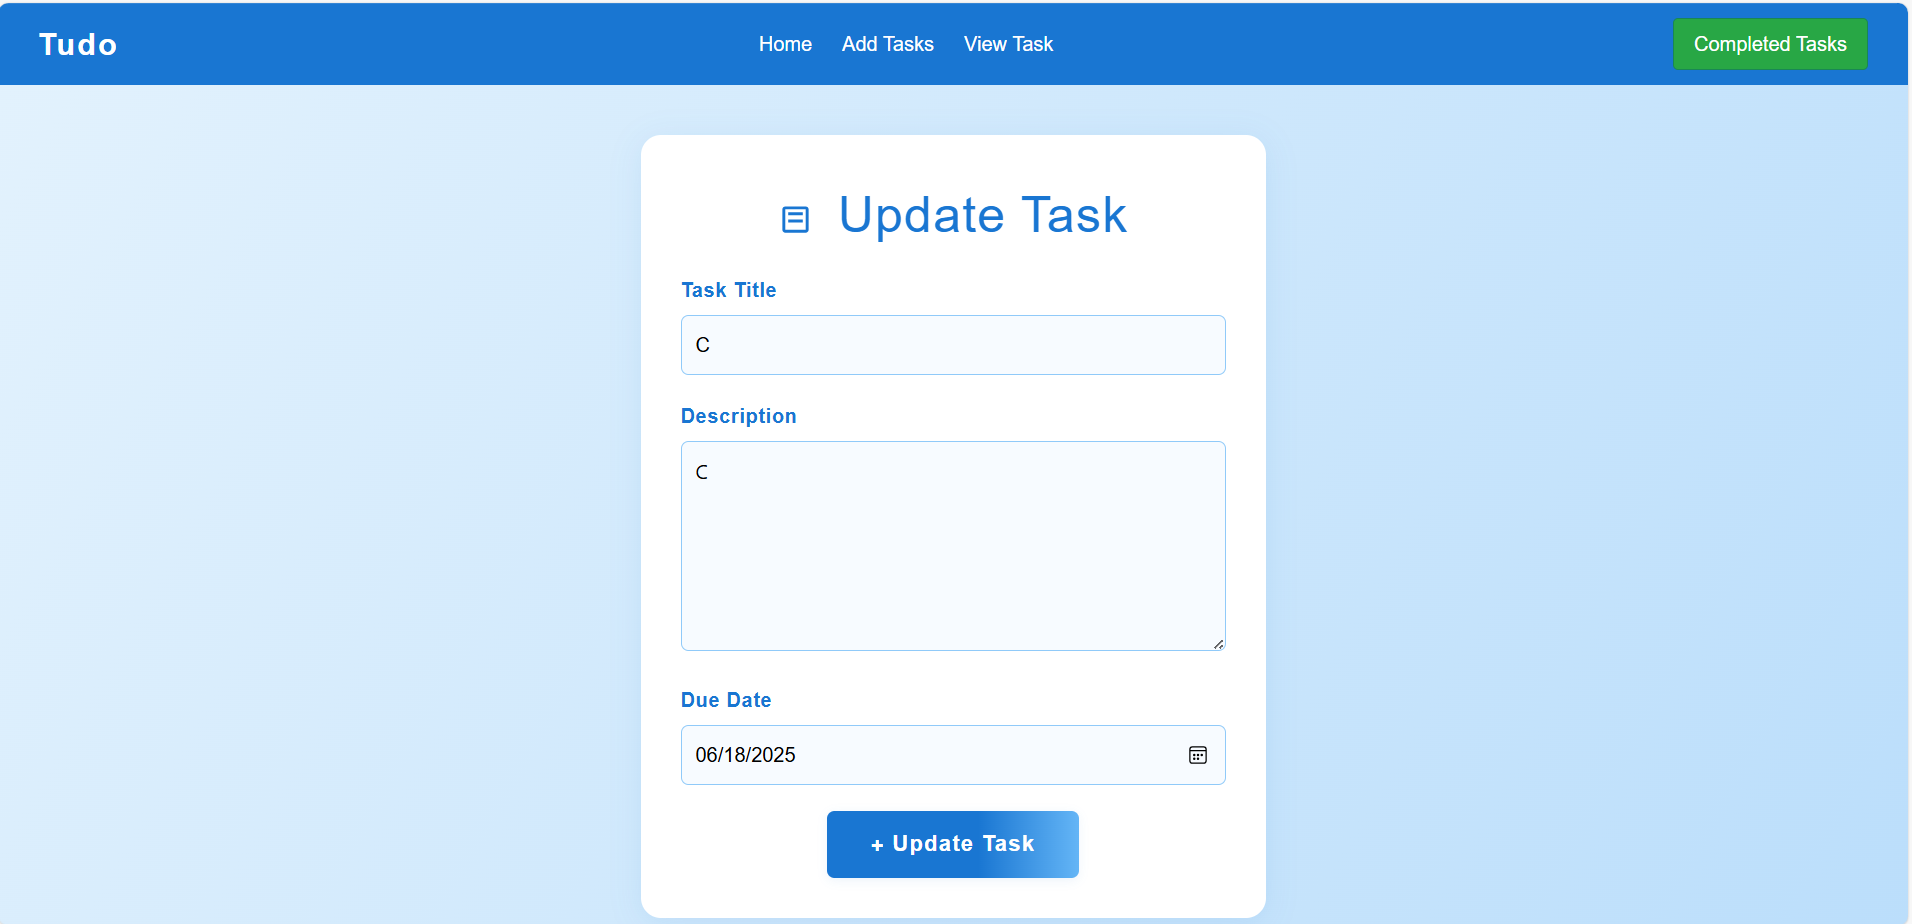 Tudo
Home
Add Tasks
View Task
Completed Tasks
Update Task
Task Title
C
Description
C
Due Date
06/18/2025
+ Update Task